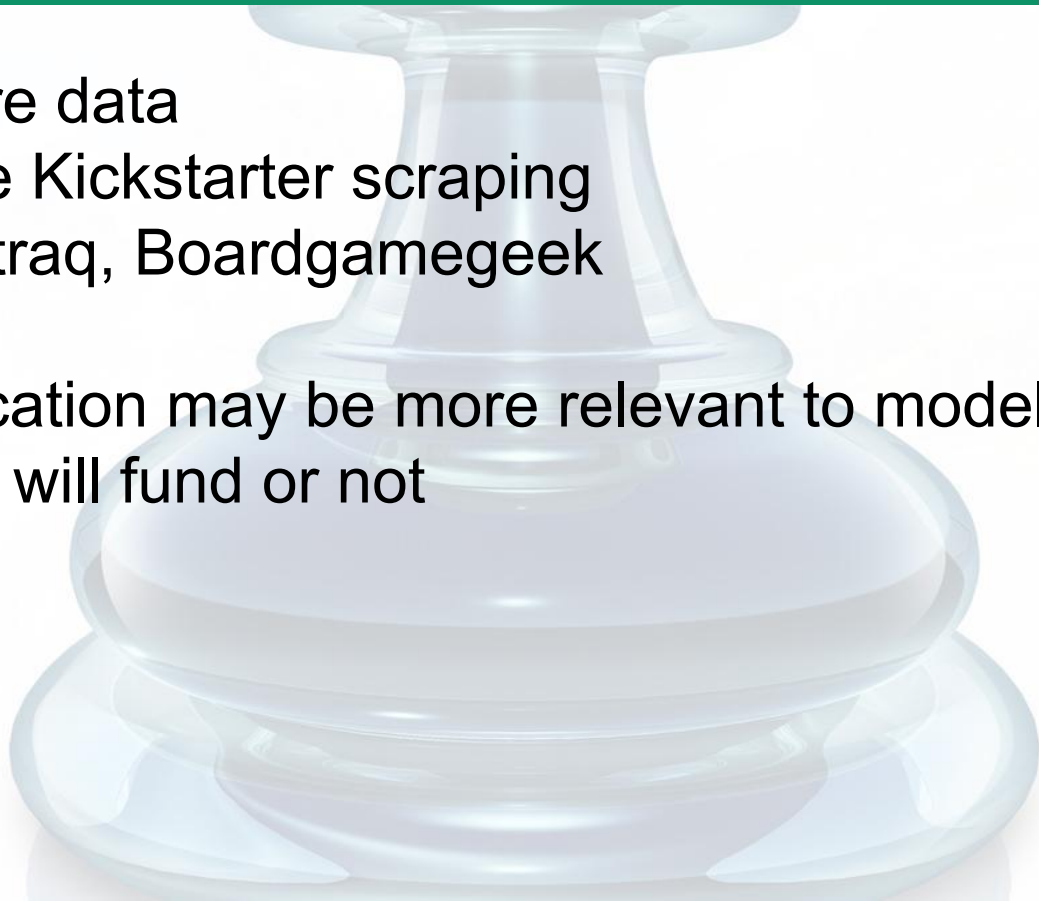 re data
e Kickstarter scraping
traq, Boardgamegeek
cation may be more relevant to model
will fund or not